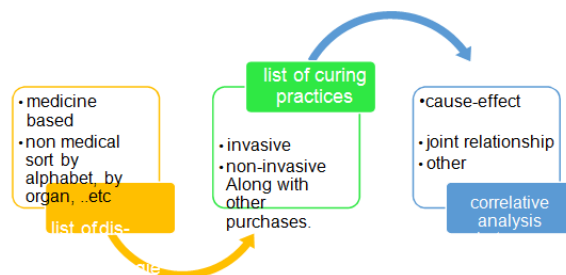 • medicine
based
• non medical
sort by
alphabet, by
organ, ..etc
list of dis-
list of curing
practices
• invasive
• non-invasive
Along with
other
purchases.
•cause-effect
• joint relationship
• other
correlative
analysis